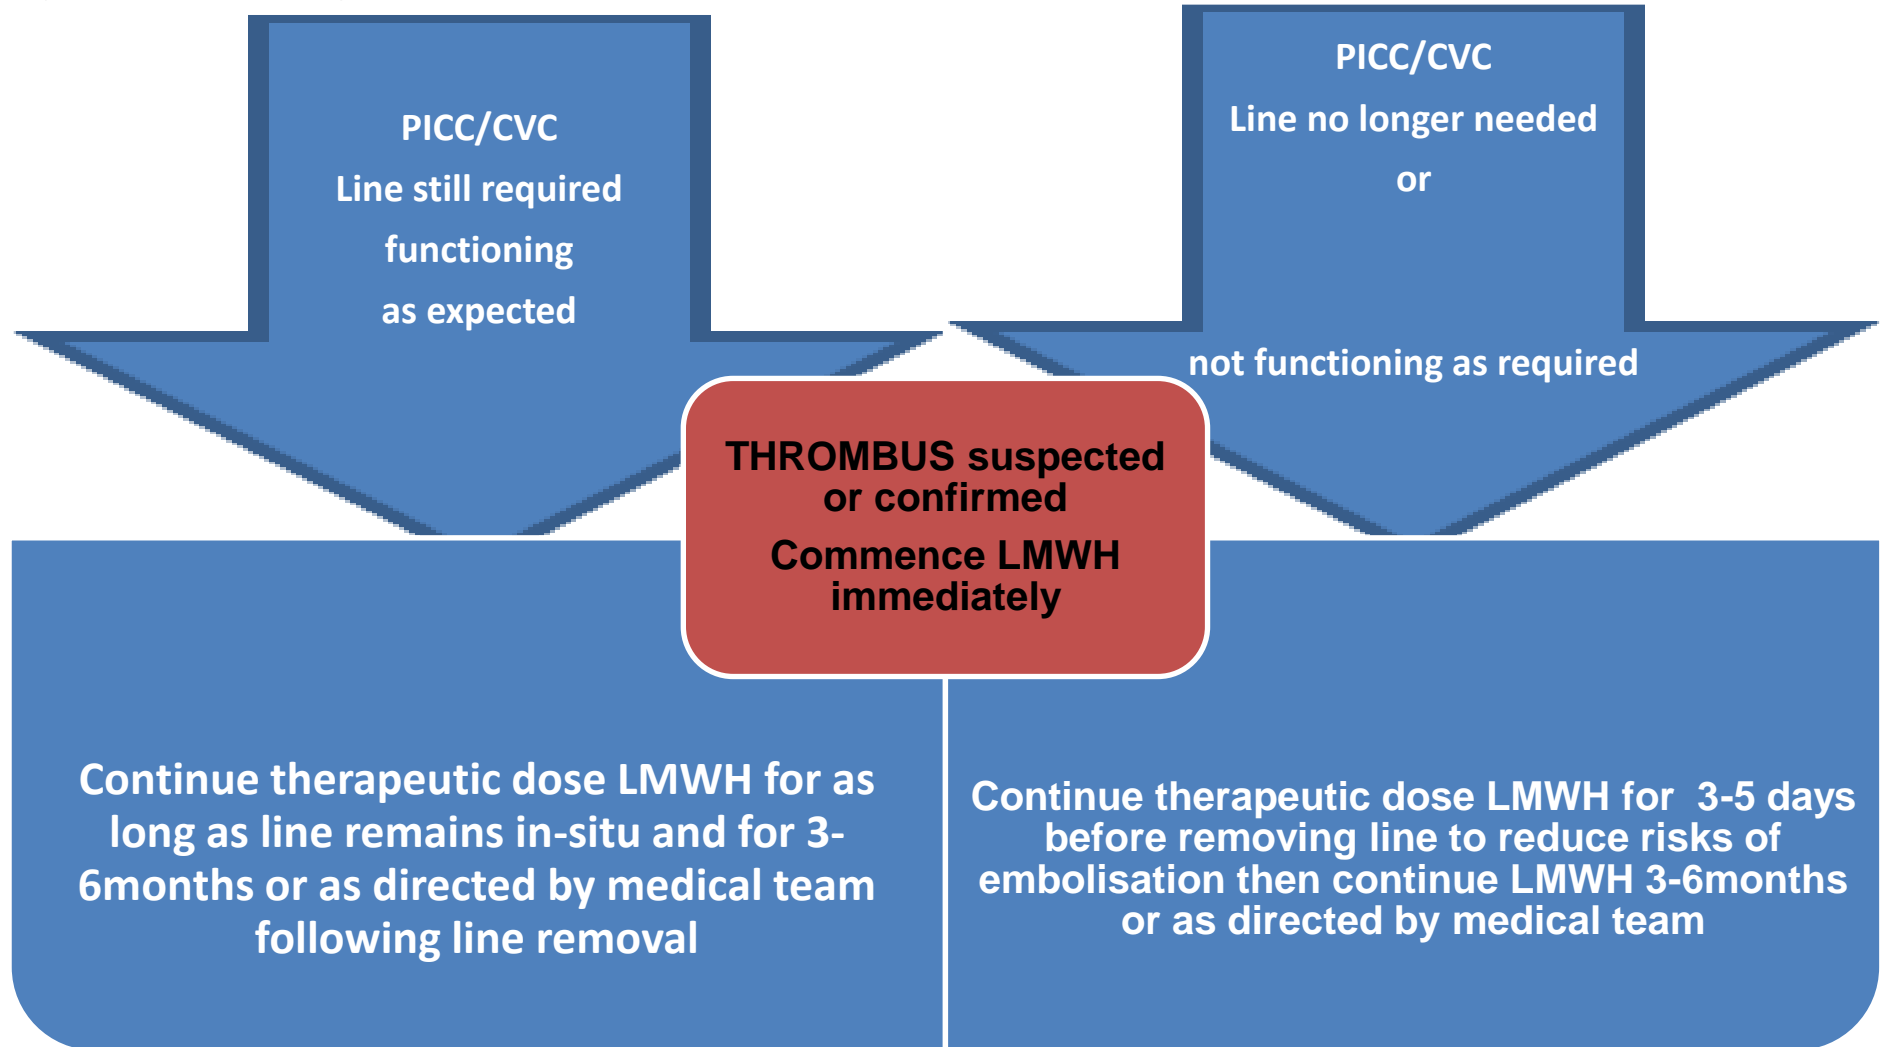 PICC/CVC
Line still required
functioning
as expected
PICC/CVC
Line no longer needed
or
not functioning as required
THROMBUS suspected
or confirmed
Commence LMWH
immediately
Continue therapeutic dose LMWH for as
long as line remains in-situ and for 3-
6months or as directed by medical team
following line removal
Continue therapeutic dose LMWH for  3-5 days
before removing line to reduce risks of
embolisation then continue LMWH 3-6months
or as directed by medical team